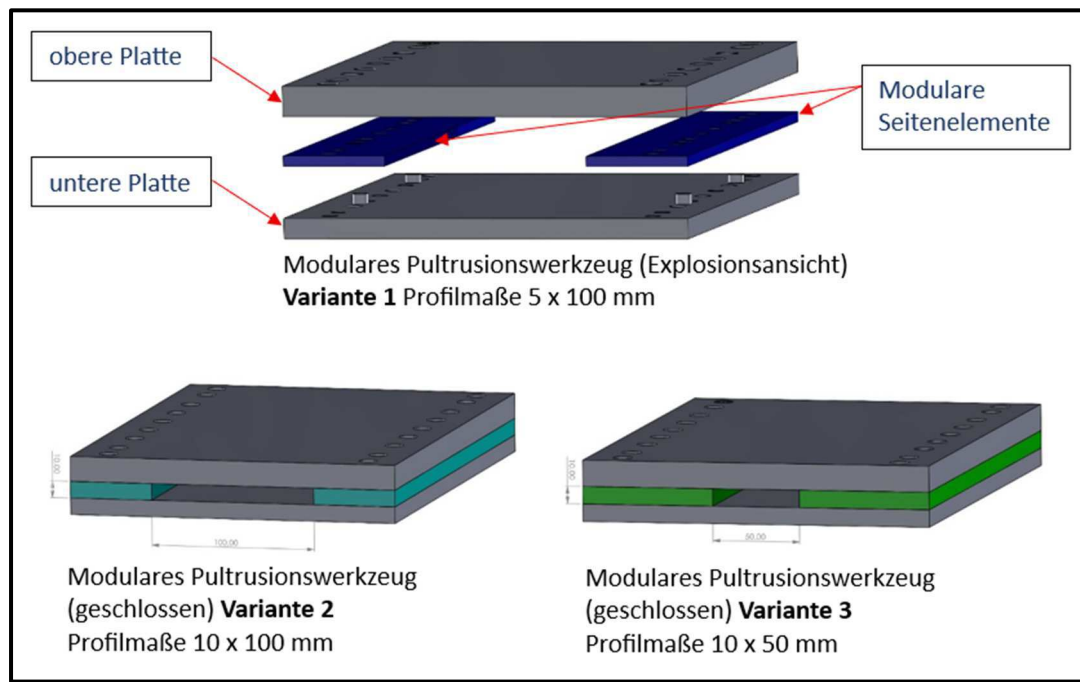 obere Platte
Modulare
Seitenelemente
untere Platte
Modulares Pultrusionswerkzeug (Explosionsansicht)
Variante 1 Profilmaße 5 x 100 mm
10.00
100.00
10.00
50.00
Modulares Pultrusionswerkzeug
(geschlossen) Variante 2
Profilmaße 10 x 100 mm
Modulares Pultrusionswerkzeug
(geschlossen) Variante 3
Profilmaße 10 x 50 mm